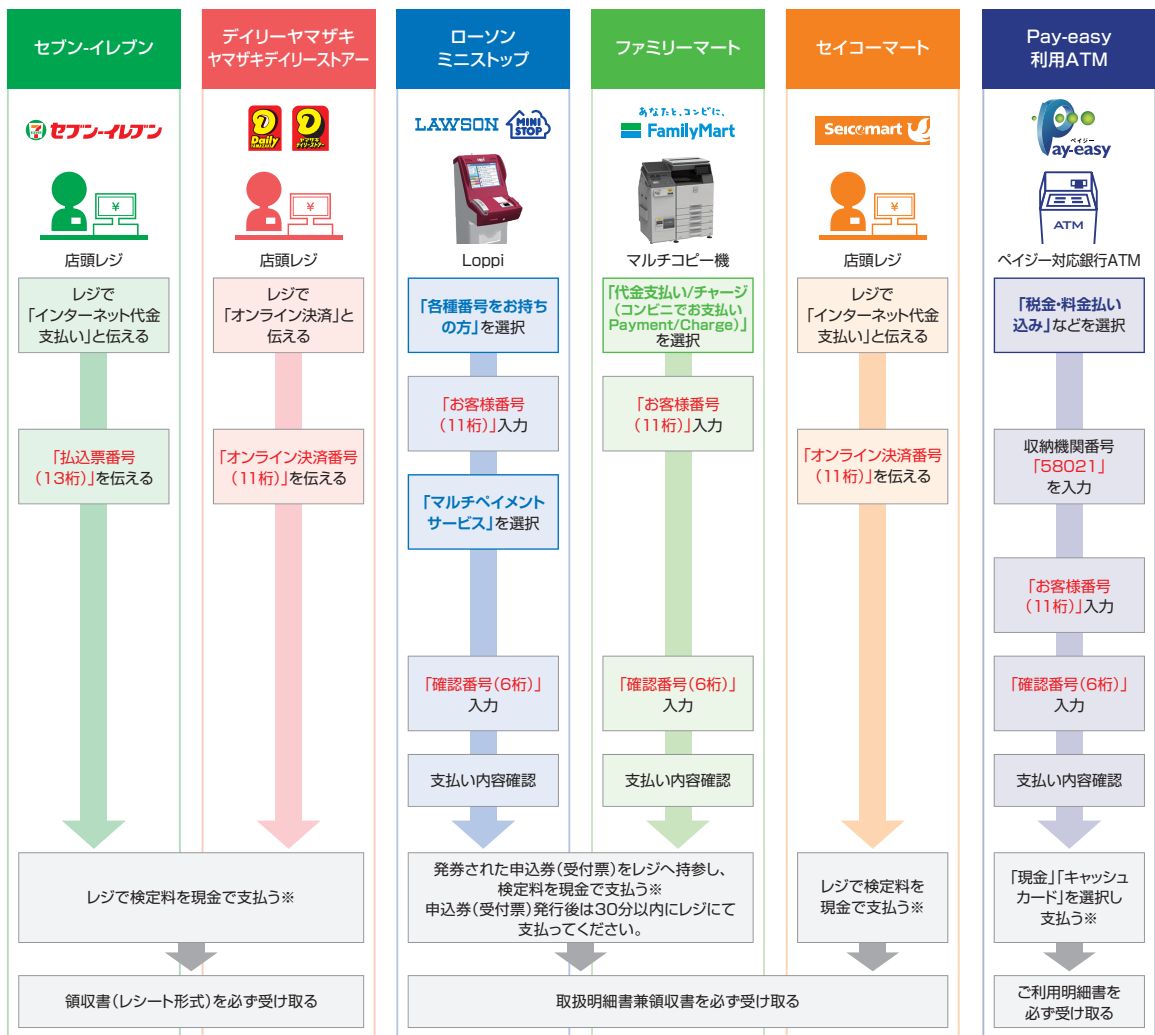 セブン-イレブン
セブン-イレブン
店頭レジ
レジで
「インターネット代金
支払い」と伝える
「払込票番号
(13桁)」を伝える
デイリーヤマザキ
ヤマザキデイリーストアー
Daily
YAMAZAKI
ヤマザキ
デイリーストアー
店頭レジ
レジで
「オンライン決済」と
伝える
「オンライン決済番号
(11桁)」を伝える
レジで検定料を現金で支払う※
領収書(レシート形式)を必ず受け取る
ローソン
ミニストップ
LAWSON
MINI
STOP
Loppi
「各種番号をお持ち
の方」を選択
「お客様番号
(11桁)」入力
「マルチペイメント
サービス」を選択
「確認番号(6桁)」
入力
支払い内容確認
ファミリーマート
あなたと、コンビに、
FamilyMart
マルチコピー機
「代金支払い/チャージ
(コンビニでお支払い
Payment/Charge)」
を選択
「お客様番号
(11桁)」入力
「確認番号(6桁)」
入力
支払い内容確認
発券された申込券(受付票)をレジへ持参し、
検定料を現金で支払う※
申込券(受付票)発行後は30分以内にレジにて
支払ってください。
セイコーマート
Seicomart
店頭レジ
レジで
「インターネット代金
支払い」と伝える
「オンライン決済番号
(11桁)」を伝える
レジで検定料を
現金で支払う※
取扱明細書兼領収書を必ず受け取る
Pay-easy
利用ATM
ペイジー
Pay-easy
ATM
ペイジー対応銀行ATM
「税金・料金払い
込み」などを選択
収納機関番号
「58021」
を入力
「お客様番号
(11桁)」入力
「確認番号(6桁)」
入力
支払い内容確認
「現金」「キャッシュ
カード」を選択し
支払う※
ご利用明細書を
必ず受け取る